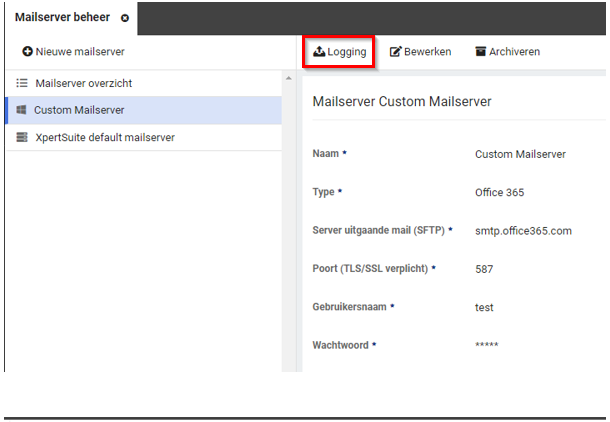 Mailserver beheer
Nieuwe mailserver
Logging Bewerken Archiveren
Mailserver overzicht
Custom Mailserver
XpertSuite default mailserver
Mailserver Custom Mailserver
Naam * Custom Mailserver
Type * Office 365
Server uitgaande mail (SFTP) * smtp.office365.com
Poort (TLS/SSL verplicht) * 587
Gebruikersnaam * test
Wachtwoord * *****